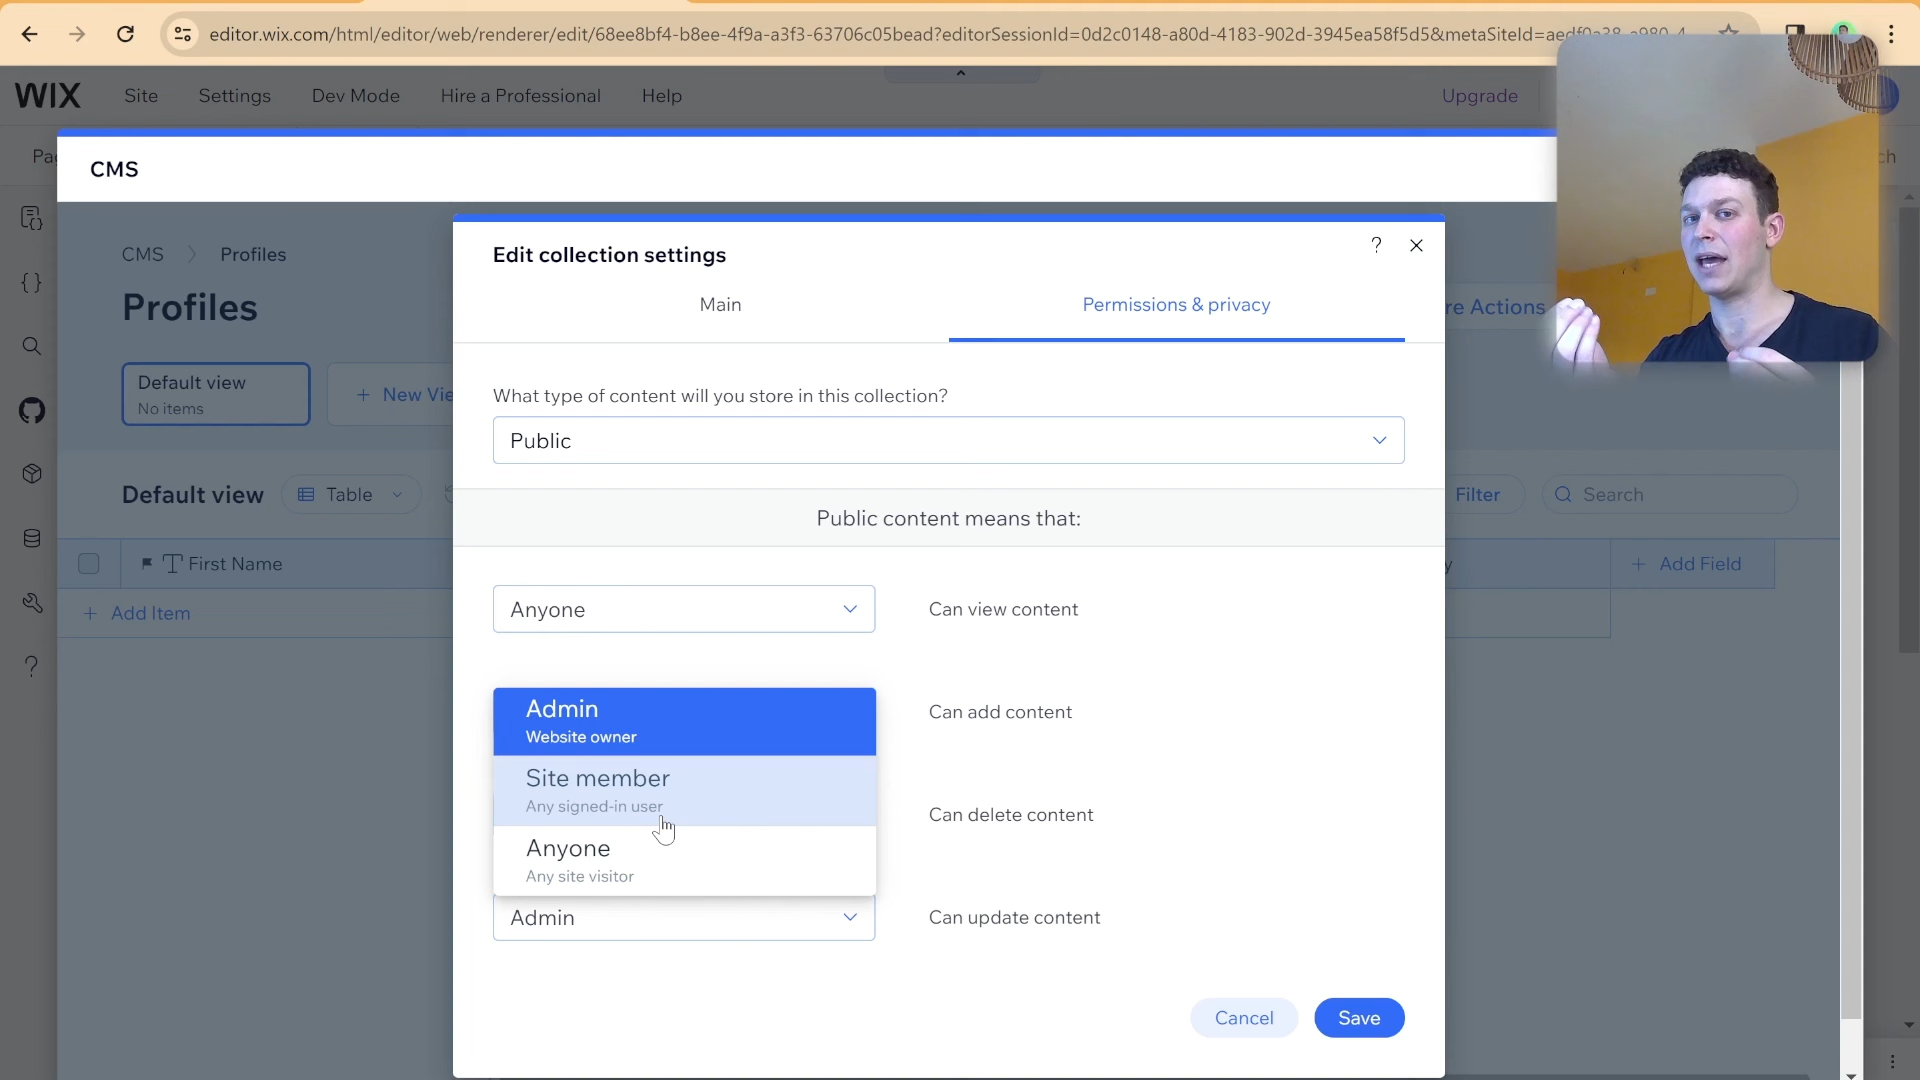 editor.wix.com/html/editor/web/renderer/edit/68ee8bf4-b8ee-4f9a-a3f3-63706c05bead?editorSessionId=0d2c0148-a80d-4183-902d-3945ea58f5d5&metaSiteId=aedf0a38-a980-4
WIX
Site
Settings
Dev Mode
Hire a Professional
Help
Upgrade
Pag
ch
CMS
CMS
Profiles
Profiles
re Actions
Default view
No items
+ New Vie
Default view
Table
Filter
Search
First Name
y
+ Add Field
+ Add Item
Edit collection settings
?
Main
Permissions & privacy
What type of content will you store in this collection?
Public
Public content means that:
Anyone
Can view content
Admin
Website owner
Can add content
Site member
Any signed-in user
Can delete content
Anyone
Any site visitor
Admin
Can update content
Cancel
Save